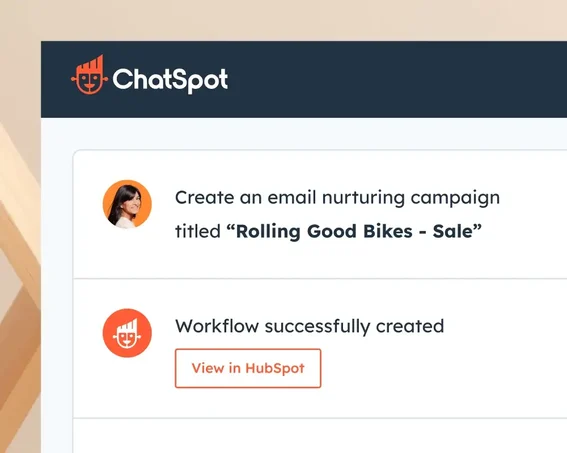 ChatSpot
Create an email nurturing campaign
titled “Rolling Good Bikes - Sale”
Workflow successfully created
View in HubSpot